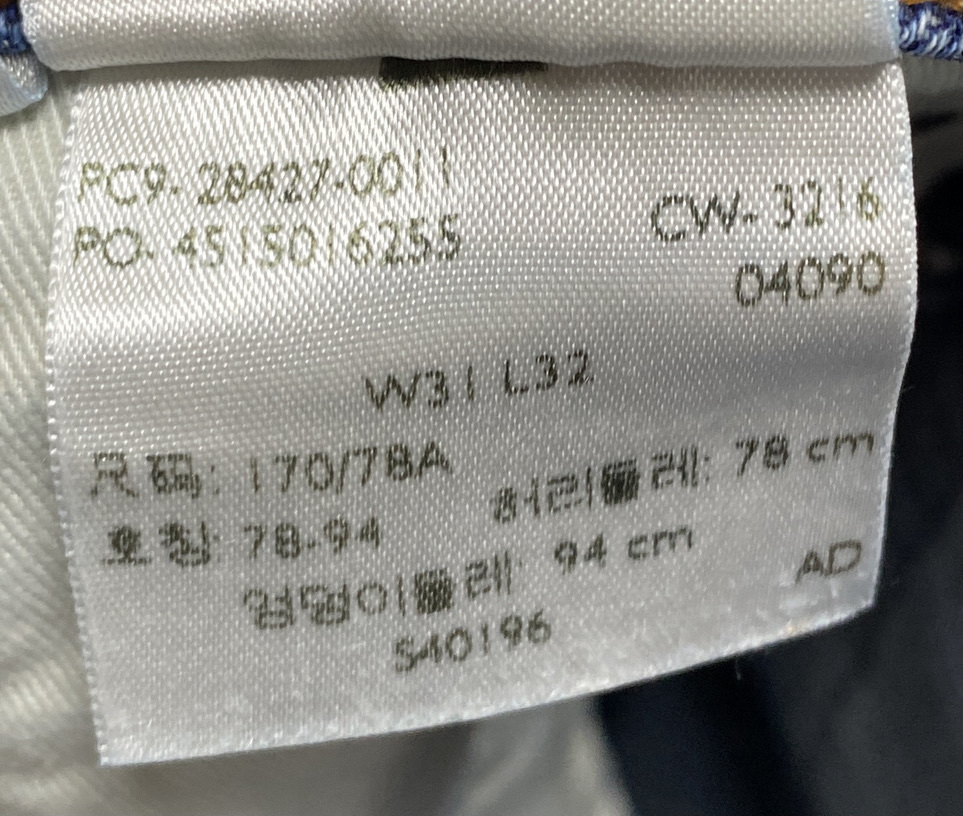 PC9- 28427-0011
PO- 4515016255
CW- 3216
04090
W31 L32
尺码: 170/78A
허리둘레: 78 cm
호칭: 78-94
엉덩이둘레: 94 cm
AD
S40196